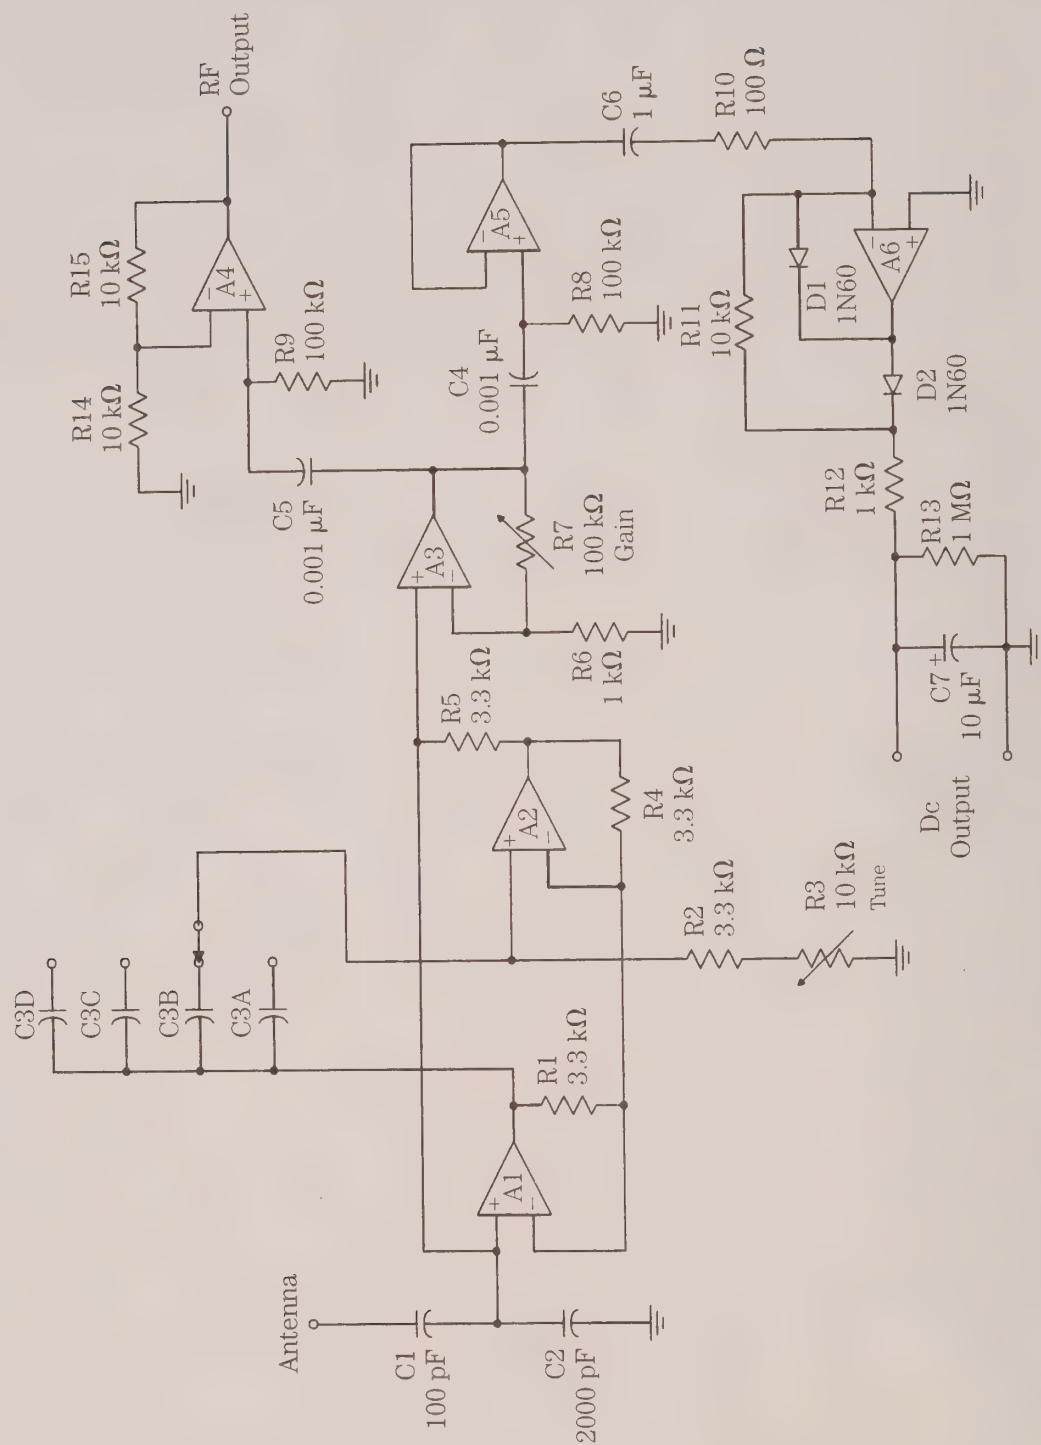 RF
Output
R15
10 kΩ
R14
10 kΩ
−
A4
+
R9
100 kΩ
C5
0.001 μF
C6
1 μF
R10
100 Ω
−
A5
+
R8
100 kΩ
C4
0.001 μF
R7
100 kΩ
Gain
+
A3
−
R6
1 kΩ
R5
3.3 kΩ
R11
10 kΩ
D1
1N60
−
A6
+
D2
1N60
R12
1 kΩ
R13
1 MΩ
C7
+
10 μF
Dc
Output
+
A2
−
R4
3.3 kΩ
R2
3.3 kΩ
R3
10 kΩ
Tune
C3D
C3C
C3B
C3A
R1
3.3 kΩ
+
A1
−
Antenna
C1
100 pF
C2
2000 pF